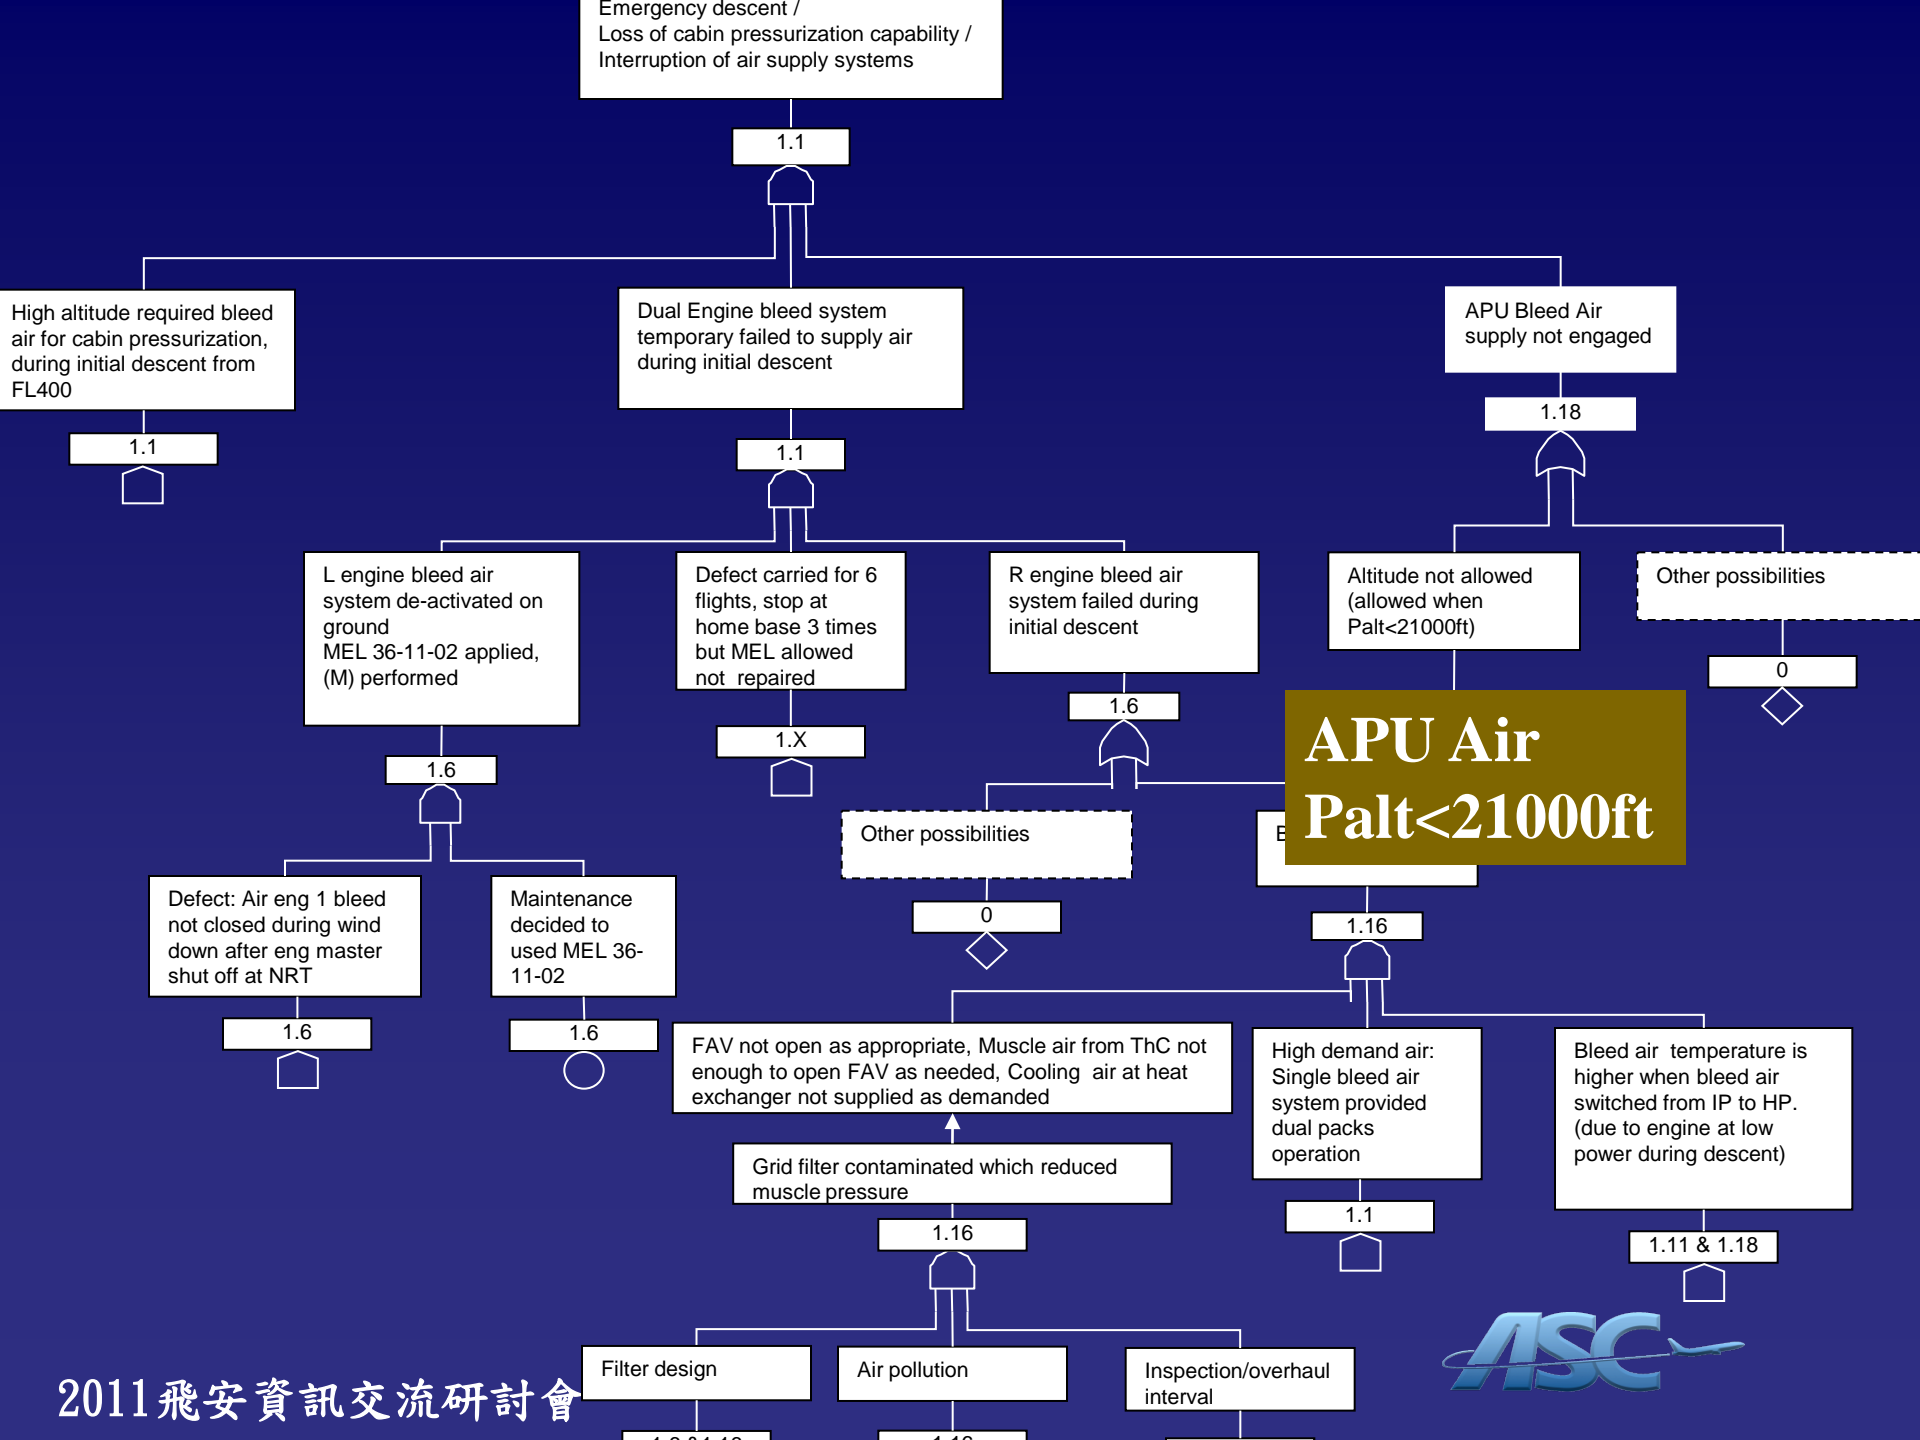 Emergency descent /
Loss of cabin pressurization capability /
Interruption of air supply systems
1.1
High altitude required bleed
air for cabin pressurization,
during initial descent from
FL400
1.1
Dual Engine bleed system
temporary failed to supply air
during initial descent
1.1
APU Bleed Air
supply not engaged
1.18
L engine bleed air
system de-activated on
ground
MEL 36-11-02 applied,
(M) performed
1.6
Defect carried for 6
flights, stop at
home base 3 times
but MEL allowed
not repaired
1.X
R engine bleed air
system failed during
initial descent
1.6
Altitude not allowed
(allowed when
Palt<21000ft)
Other possibilities
0
APU Air
Palt<21000ft
Other possibilities
0
1.16
Defect: Air eng 1 bleed
not closed during wind
down after eng master
shut off at NRT
1.6
Maintenance
decided to
used MEL 36-
11-02
1.6
FAV not open as appropriate, Muscle air from ThC not
enough to open FAV as needed, Cooling air at heat
exchanger not supplied as demanded
Grid filter contaminated which reduced
muscle pressure
1.16
High demand air:
Single bleed air
system provided
dual packs
operation
1.1
Bleed air temperature is
higher when bleed air
switched from IP to HP.
(due to engine at low
power during descent)
1.11 & 1.18
Filter design
Air pollution
1.16
Inspection/overhaul
interval
2011飛安資訊交流研討會
ASC